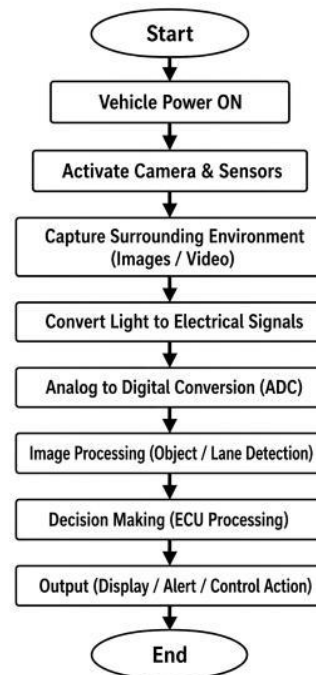 Start
Vehicle Power ON
Activate Camera & Sensors
Capture Surrounding Environment
(Images / Video)
Convert Light to Electrical Signals
Analog to Digital Conversion (ADC)
Image Processing (Object / Lane Detection)
Decision Making (ECU Processing)
Output (Display / Alert / Control Action)
End